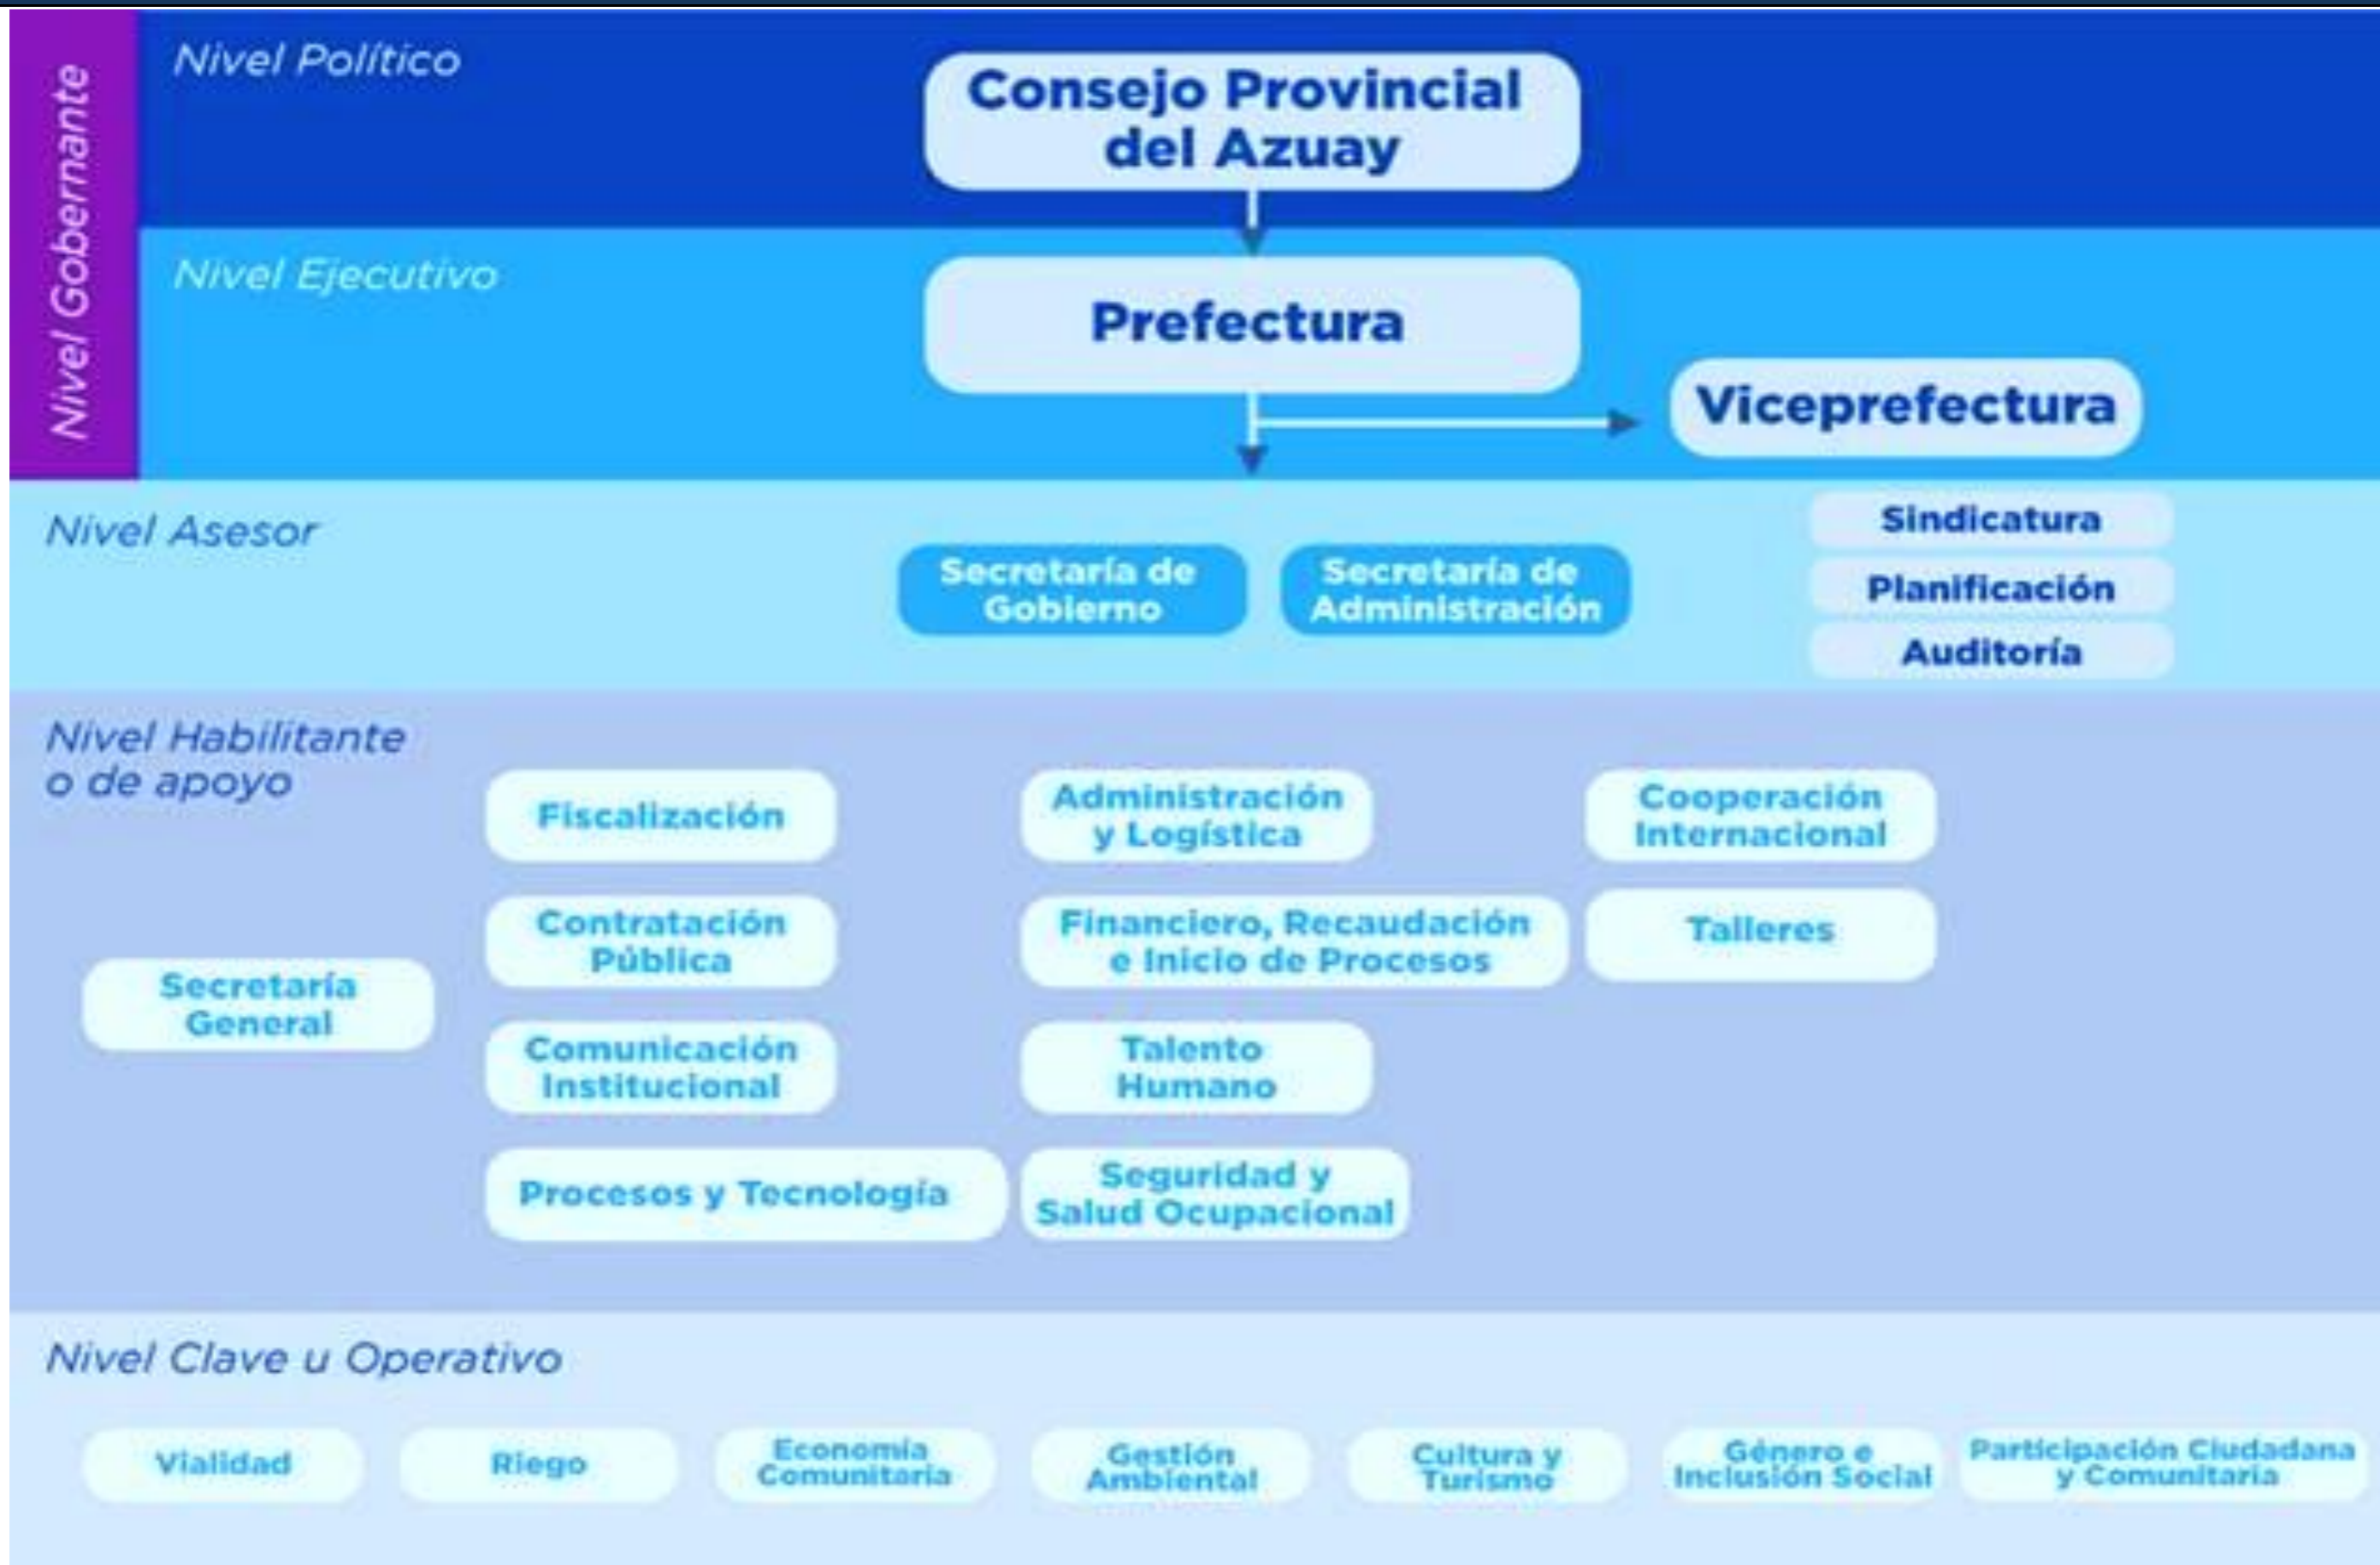 Nivel Gobernante
Nivel Político
Consejo Provincial
del Azuay
Nivel Ejecutivo
Prefectura
Viceprefectura
Nivel Asesor
Secretaría de
Gobierno
Secretaría de
Administración
Sindicatura
Planificación
Auditoría
Nivel Habilitante
o de apoyo
Secretaría
General
Fiscalización
Contratación
Pública
Comunicación
Institucional
Procesos y Tecnología
Administración
y Logística
Financiero, Recaudación
e Inicio de Procesos
Talento
Humano
Seguridad y
Salud Ocupacional
Cooperación
Internacional
Talleres
Nivel Clave u Operativo
Vialidad
Riego
Economía
Comunitaria
Gestión
Ambiental
Cultura y
Turismo
Género e
Inclusión Social
Participación Ciudadana
y Comunitaria